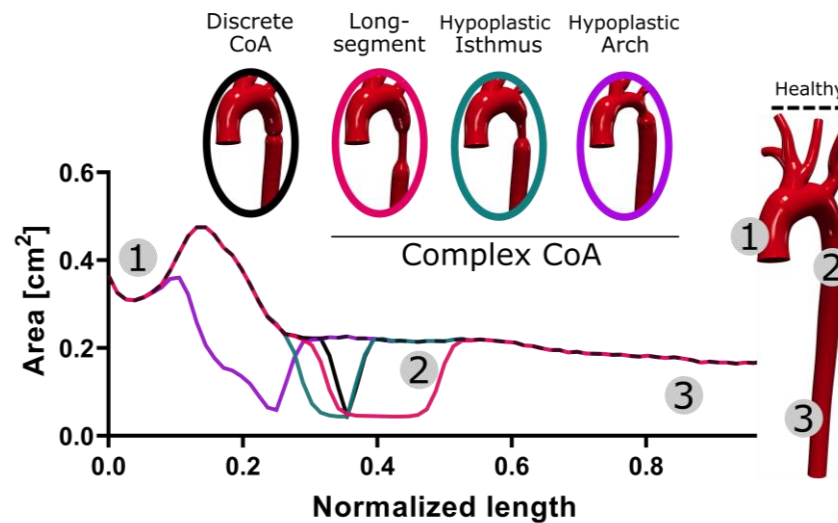 Discrete
CoA
Long-
segment
Hypoplastic
Isthmus
Hypoplastic
Arch
Healthy
Complex CoA
Area [cm²]
0.6
0.4
0.2
0.0
1
2
3
1
2
3
0.0 0.2 0.4 0.6 0.8
Normalized length